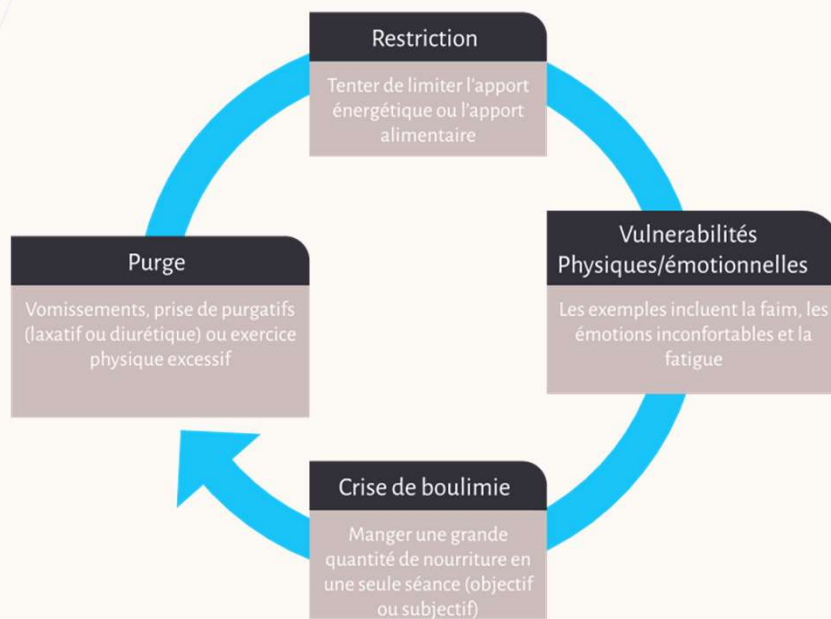 Restriction
Tenter de limiter l'apport
énergétique ou l'apport
alimentaire
Vulnerabilités
Physiques/émotionnelles
Les exemples incluent la faim, les
émotions inconfortables et la
fatigue
Crise de boulimie
Manger une grande
quantité de nourriture en
une seule séance (objectif
ou subjectif)
Purge
Vomissements, prise de purgatifs
(laxatif ou diurétique) ou exercice
physique excessif